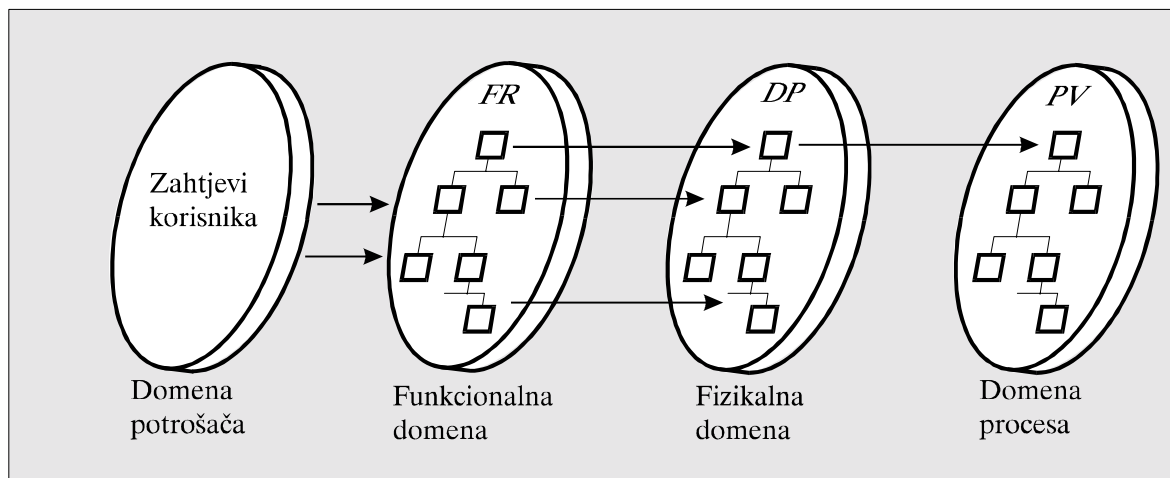 FR
DP
PV
Zahtjevi
korisnika
Domena
potrošača
Funkcionalna
domena
Fizikalna
domena
Domena
procesa